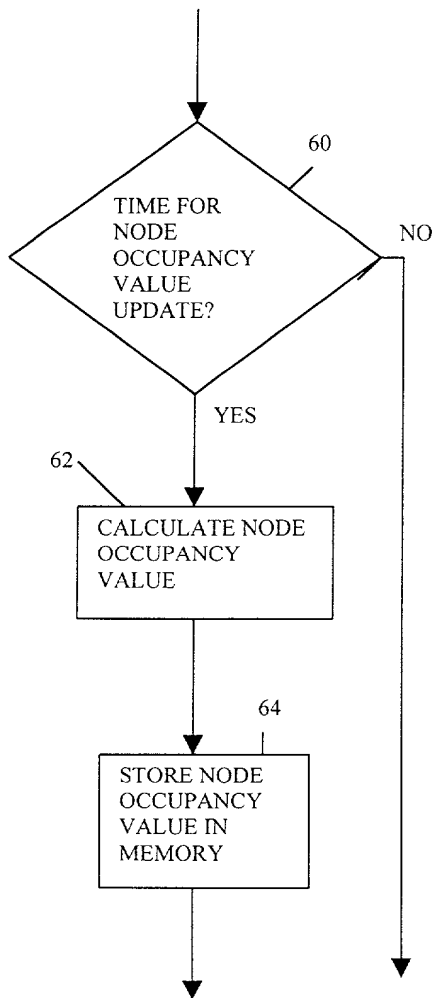 60
TIME FOR
NODE
OCCUPANCY
VALUE
UPDATE?
NO
YES
62
CALCULATE NODE
OCCUPANCY
VALUE
64
STORE NODE
OCCUPANCY
VALUE IN
MEMORY